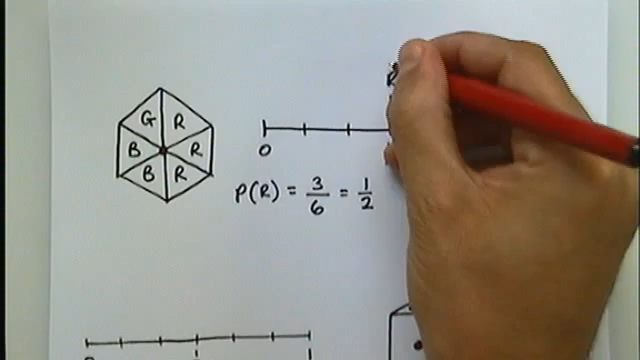 G R
B R
B R
0
P(R) = 3/6 = 1/2